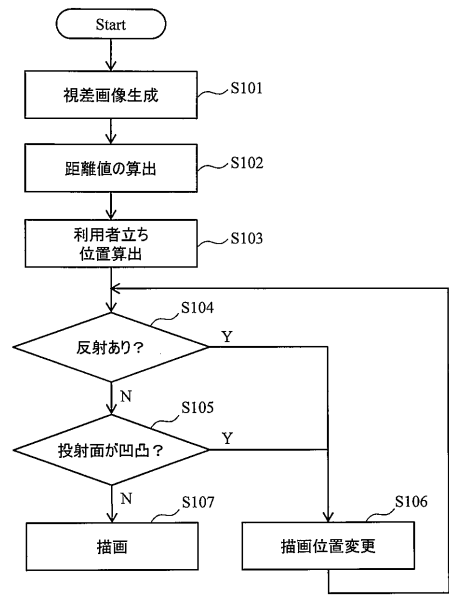 Start
視差画像生成
S101
距離値の算出
S102
利用者立ち
位置算出
S103
S104
反射あり？
Y
N
S105
投射面が凹凸？
Y
N
S107
描画
S106
描画位置変更